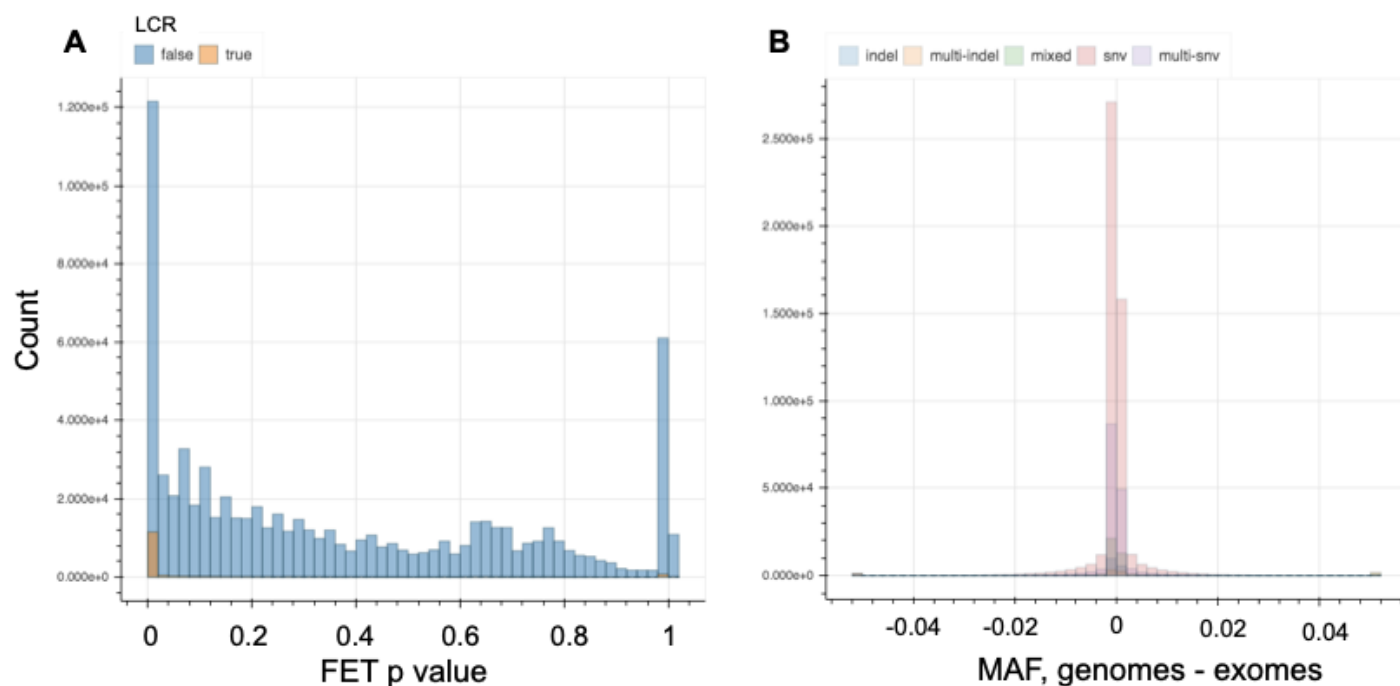 A
LCR
false true
1.200e+5
1.000e+5
8.000e+4
6.000e+4
4.000e+4
2.000e+4
0.000e+0
Count
0 0.2 0.4 0.6 0.8 1
FET p value
B
indel multi-indel mixed snv multi-snv
2.500e+5
2.000e+5
1.500e+5
1.000e+5
5.000e+4
0.000e+0
-0.04 -0.02 0 0.02 0.04
MAF, genomes - exomes